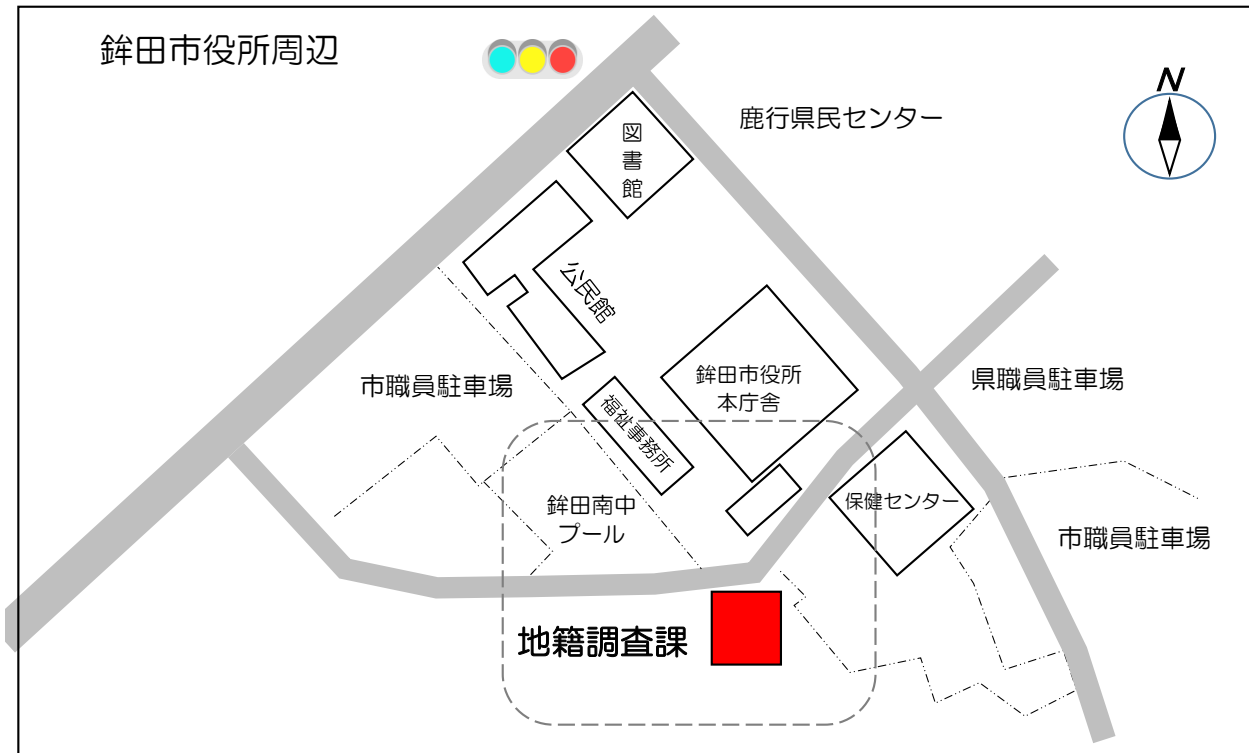 鉾田市役所周辺
N
鹿行県民センター
図書館
公民館
市職員駐車場
鉾田市役所
本庁舎
県職員駐車場
福祉事務所
保健センター
鉾田南中
プール
市職員駐車場
地籍調査課